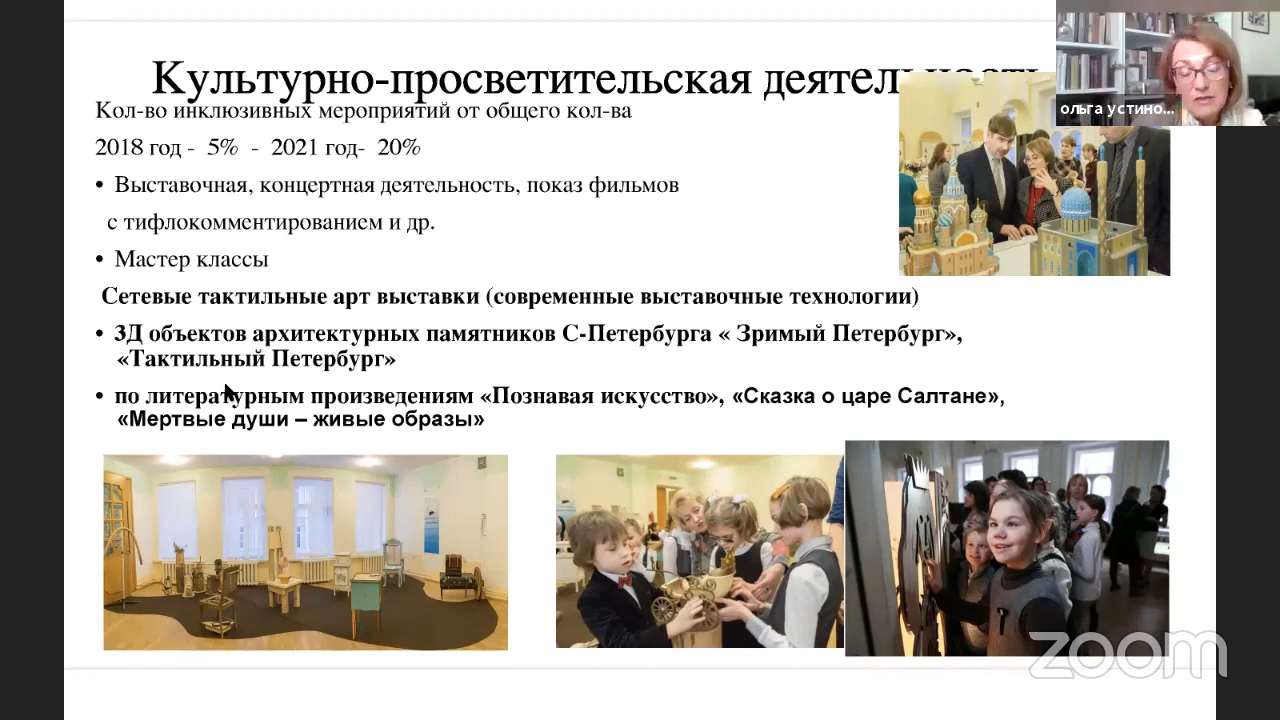 Культурно-просветительская деятельность
Кол-во инклюзивных мероприятий от общего кол-ва
2018 год - 5% - 2021 год- 20%
• Выставочная, концертная деятельность, показ фильмов
с тифлокомментированием и др.
• Мастер классы
Сетевые тактильные арт выставки (современные выставочные технологии)
• 3Д объектов архитектурных памятников С-Петербурга « Зримый Петербург»,
«Тактильный Петербург»
• по литературным произведениям «Познавая искусство», «Сказка о царе Салтане»,
«Мертвые души – живые образы»
ольга устино...
zoom